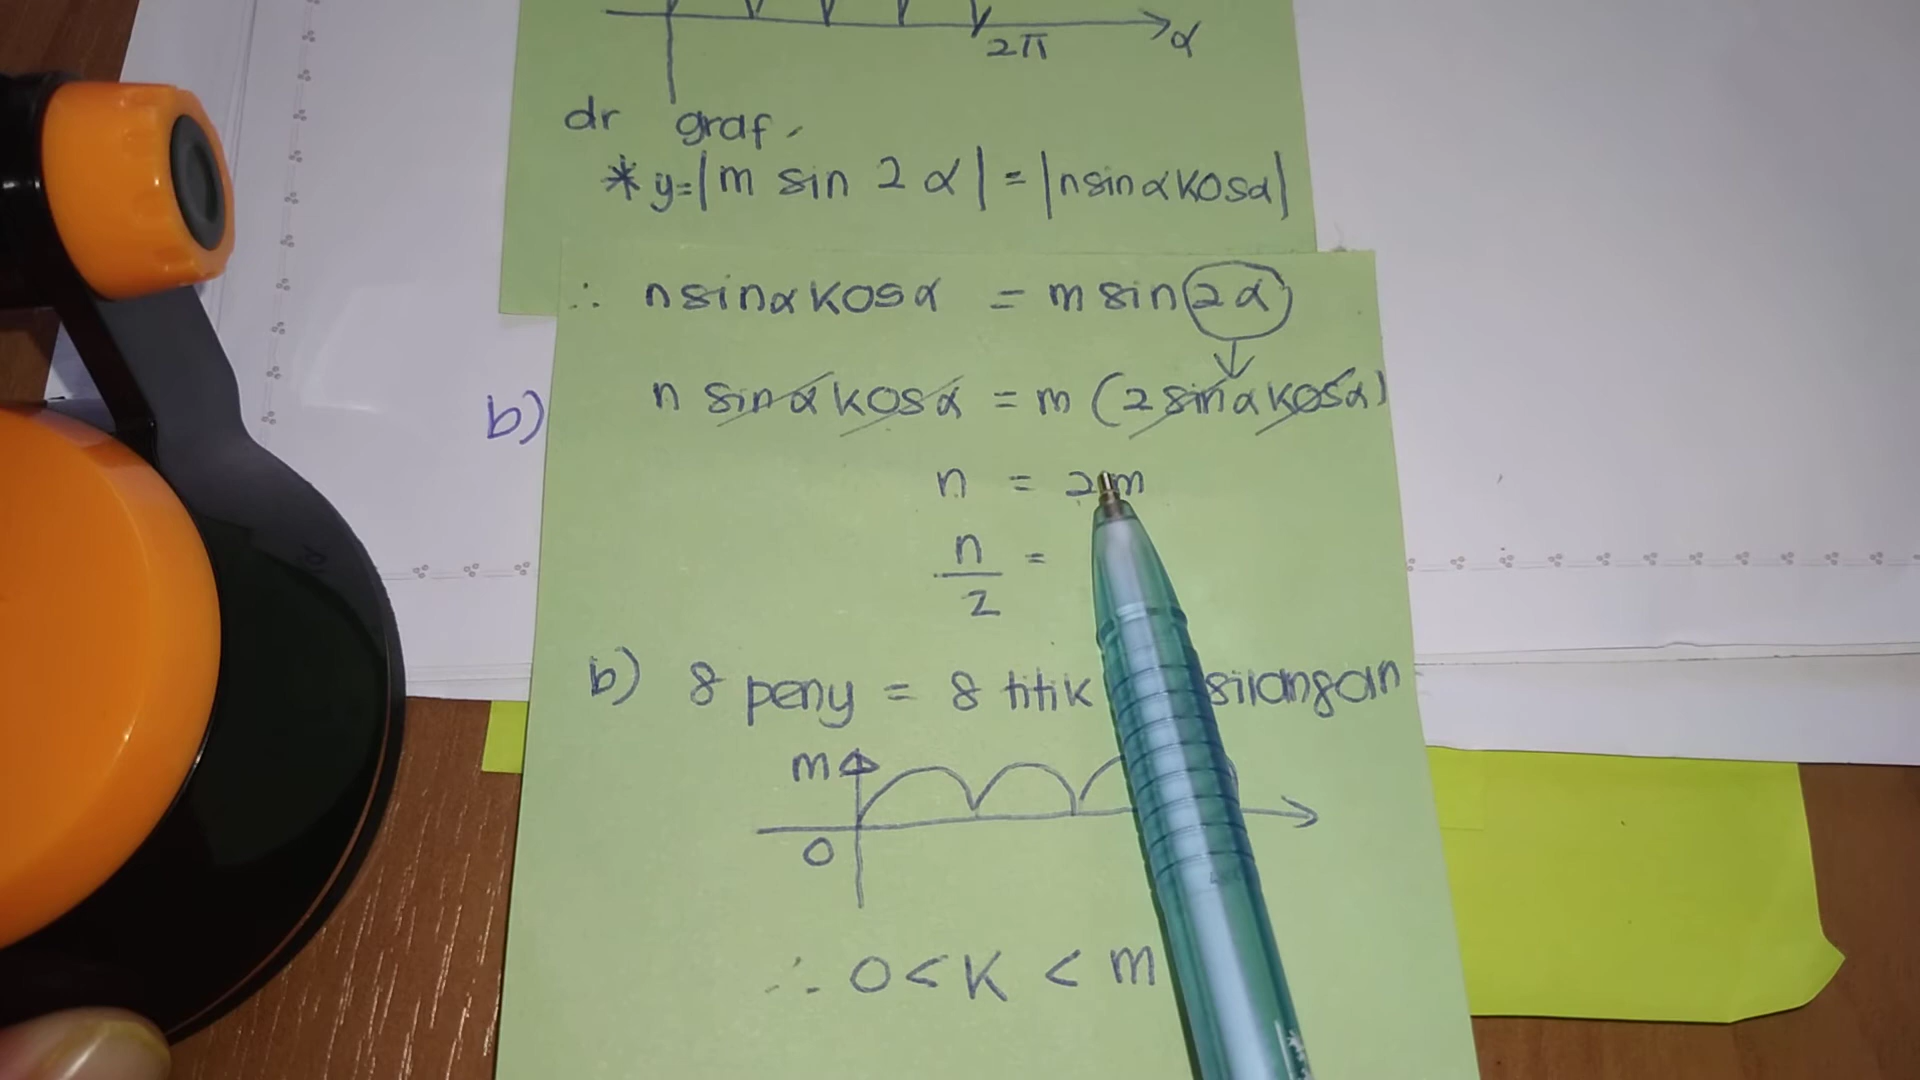 2π α
dr graf,
* y=|m sin 2α| = |n sin α kos α|
∴ n sin α kos α = m sin 2α
b) n sin α kos α = m (2 sin α kos α)
n = 2m
n/2 =
b) 8 peny = 8 titik silangan
m
0
∴ 0 < K < m